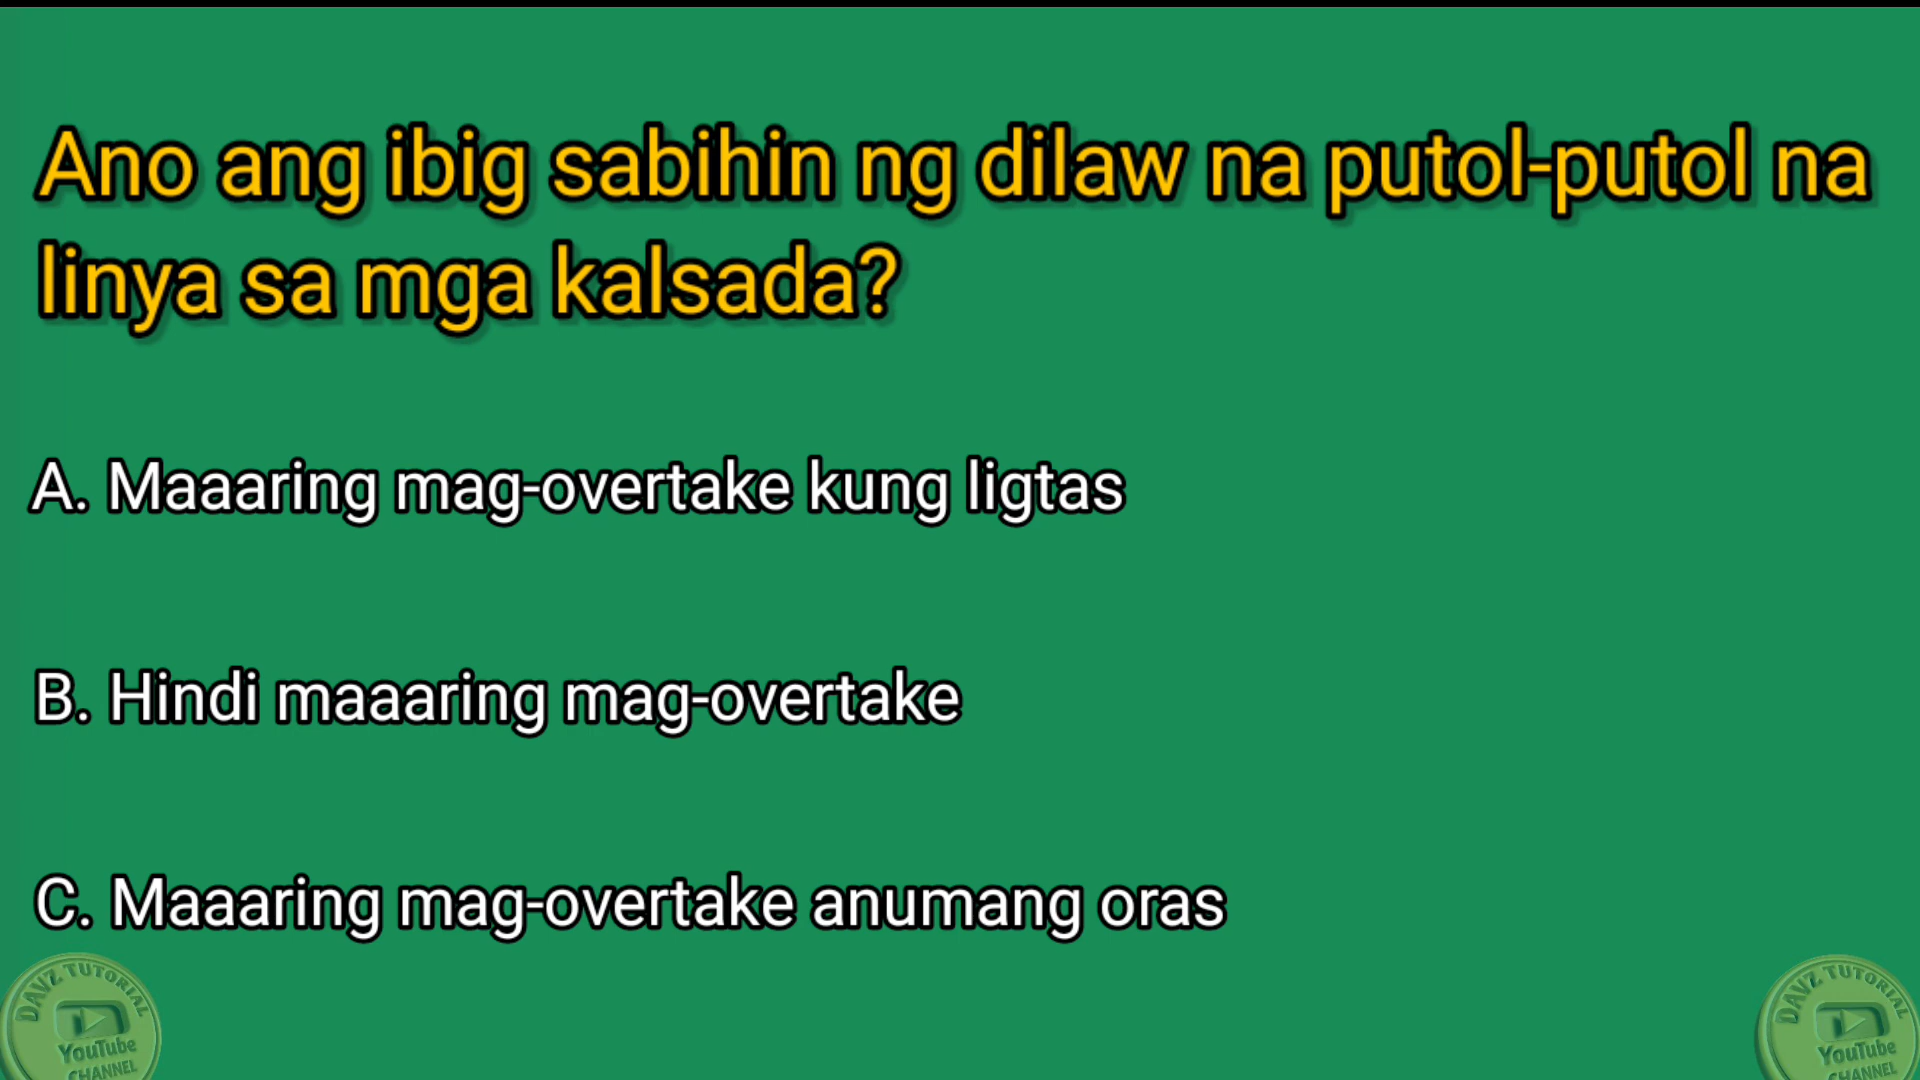 Ano ang ibig sabihin ng dilaw na putol-putol na
linya sa mga kalsada?
A. Maaaring mag-overtake kung ligtas
B. Hindi maaaring mag-overtake
C. Maaaring mag-overtake anumang oras
DAVZ TUTORIAL
YouTube
CHANNEL
DAVZ TUTORIAL
YouTube
CHANNEL